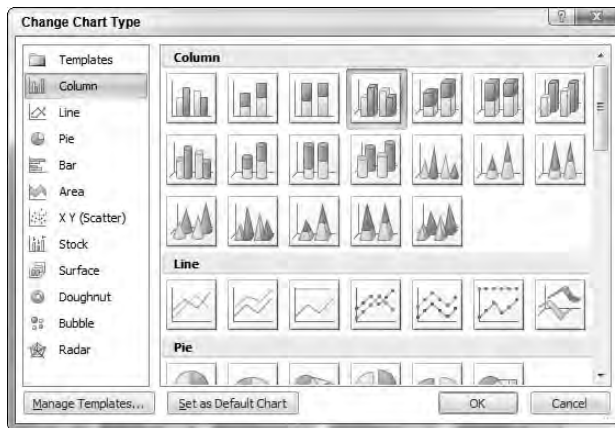 Change Chart Type
Templates
Column
Line
Pie
Bar
Area
X Y (Scatter)
Stock
Surface
Doughnut
Bubble
Radar
Column
Line
Pie
Manage Templates...
Set as Default Chart
OK
Cancel